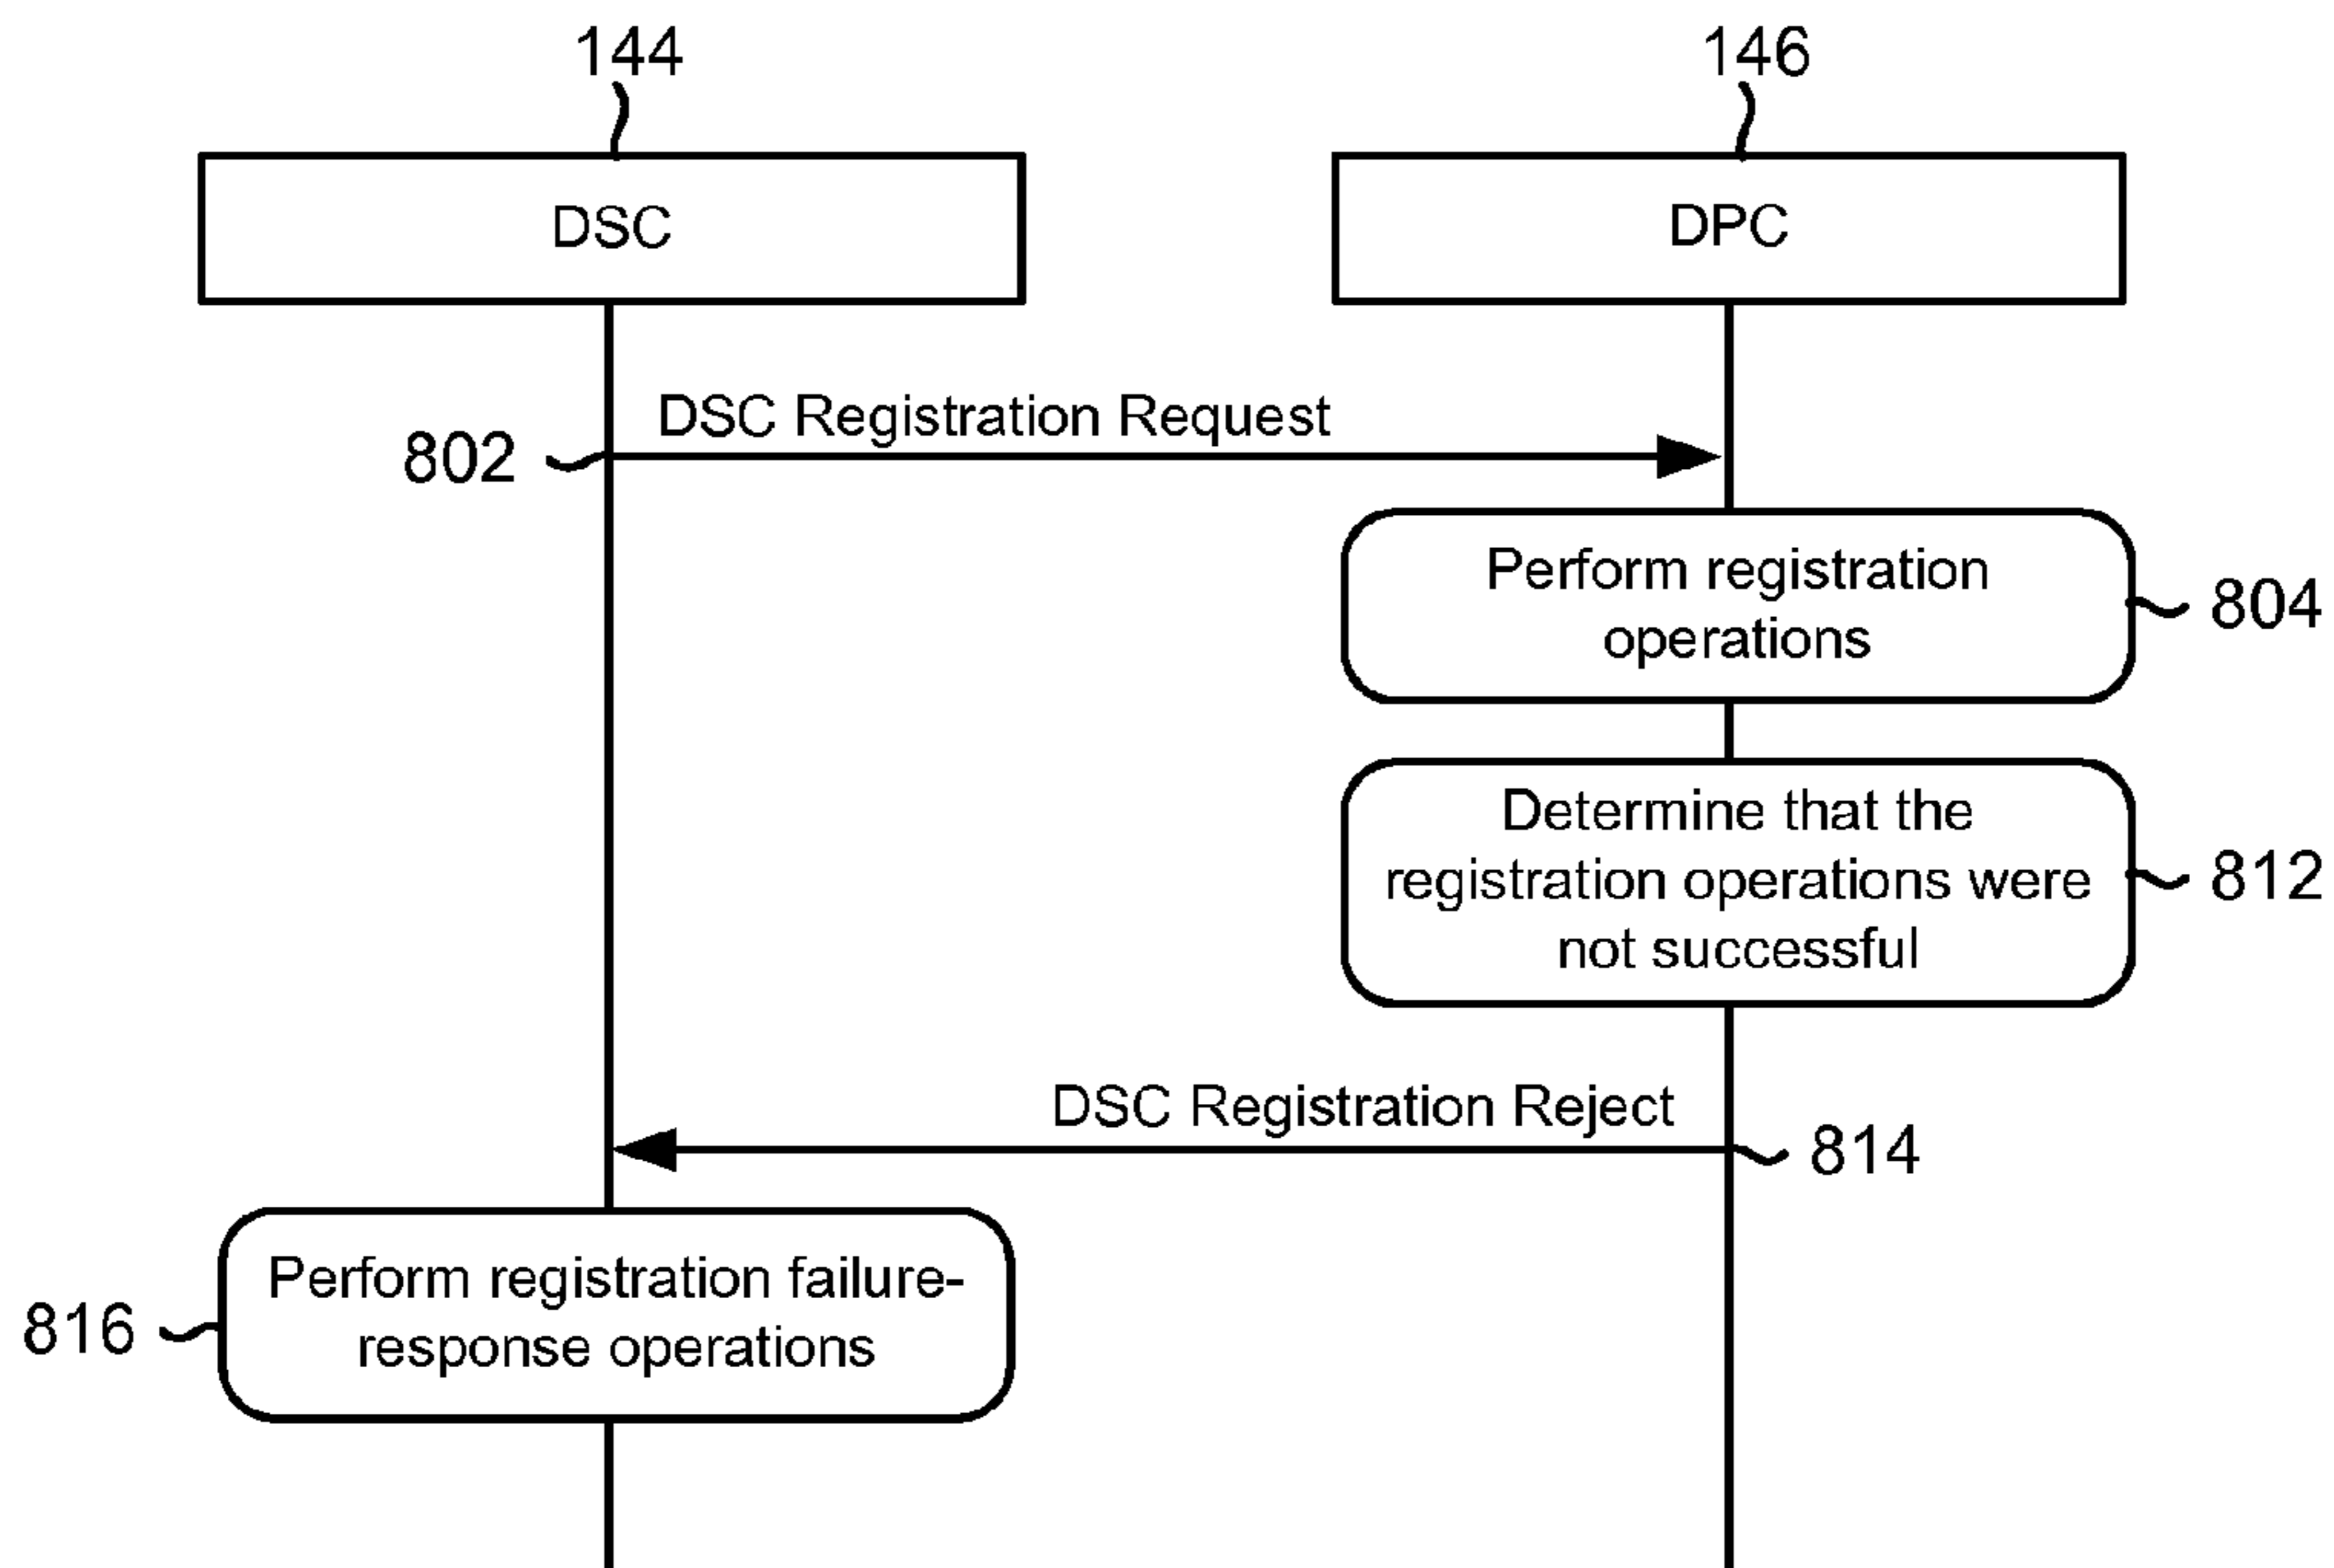 144
146
DSC
DPC
DSC Registration Request
802
Perform registration
operations
804
Determine that the
registration operations were
not successful
812
DSC Registration Reject
814
Perform registration failure-
response operations
816